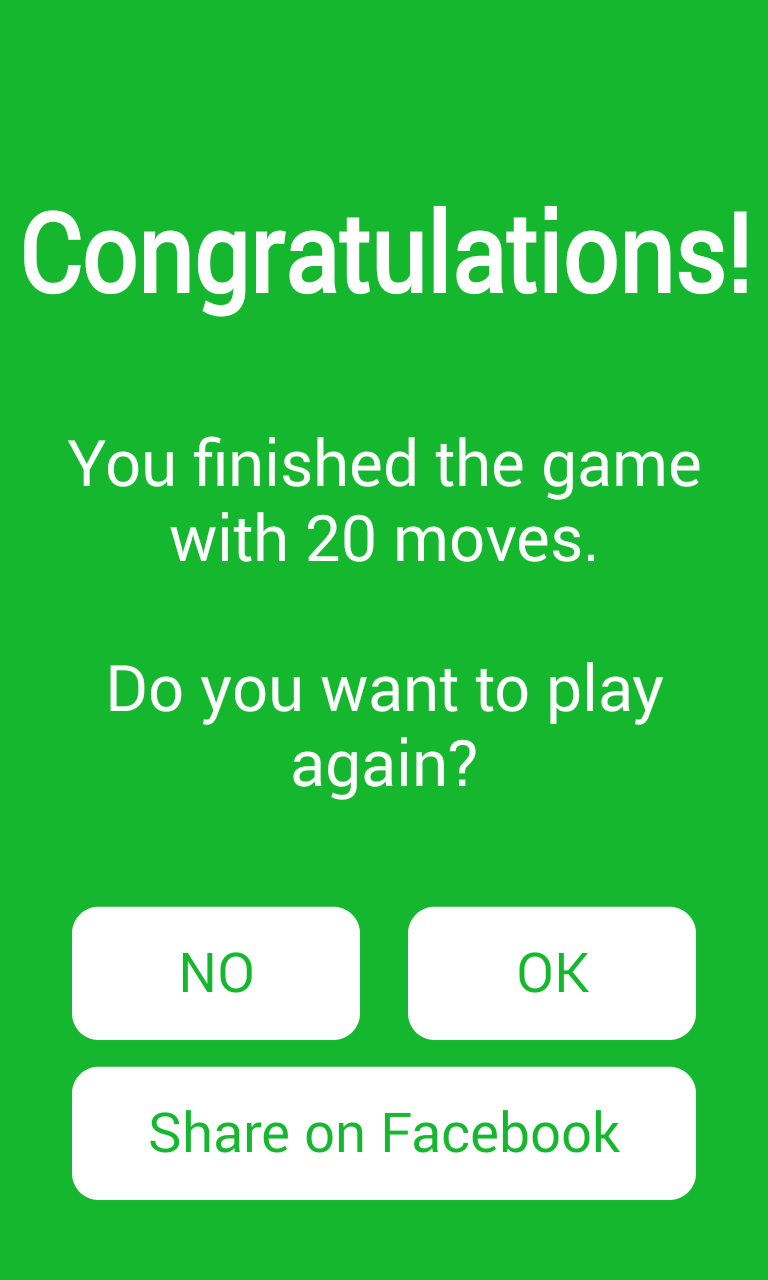 Congratulations!
You finished the game
with 20 moves.
Do you want to play
again?
NO
OK
Share on Facebook